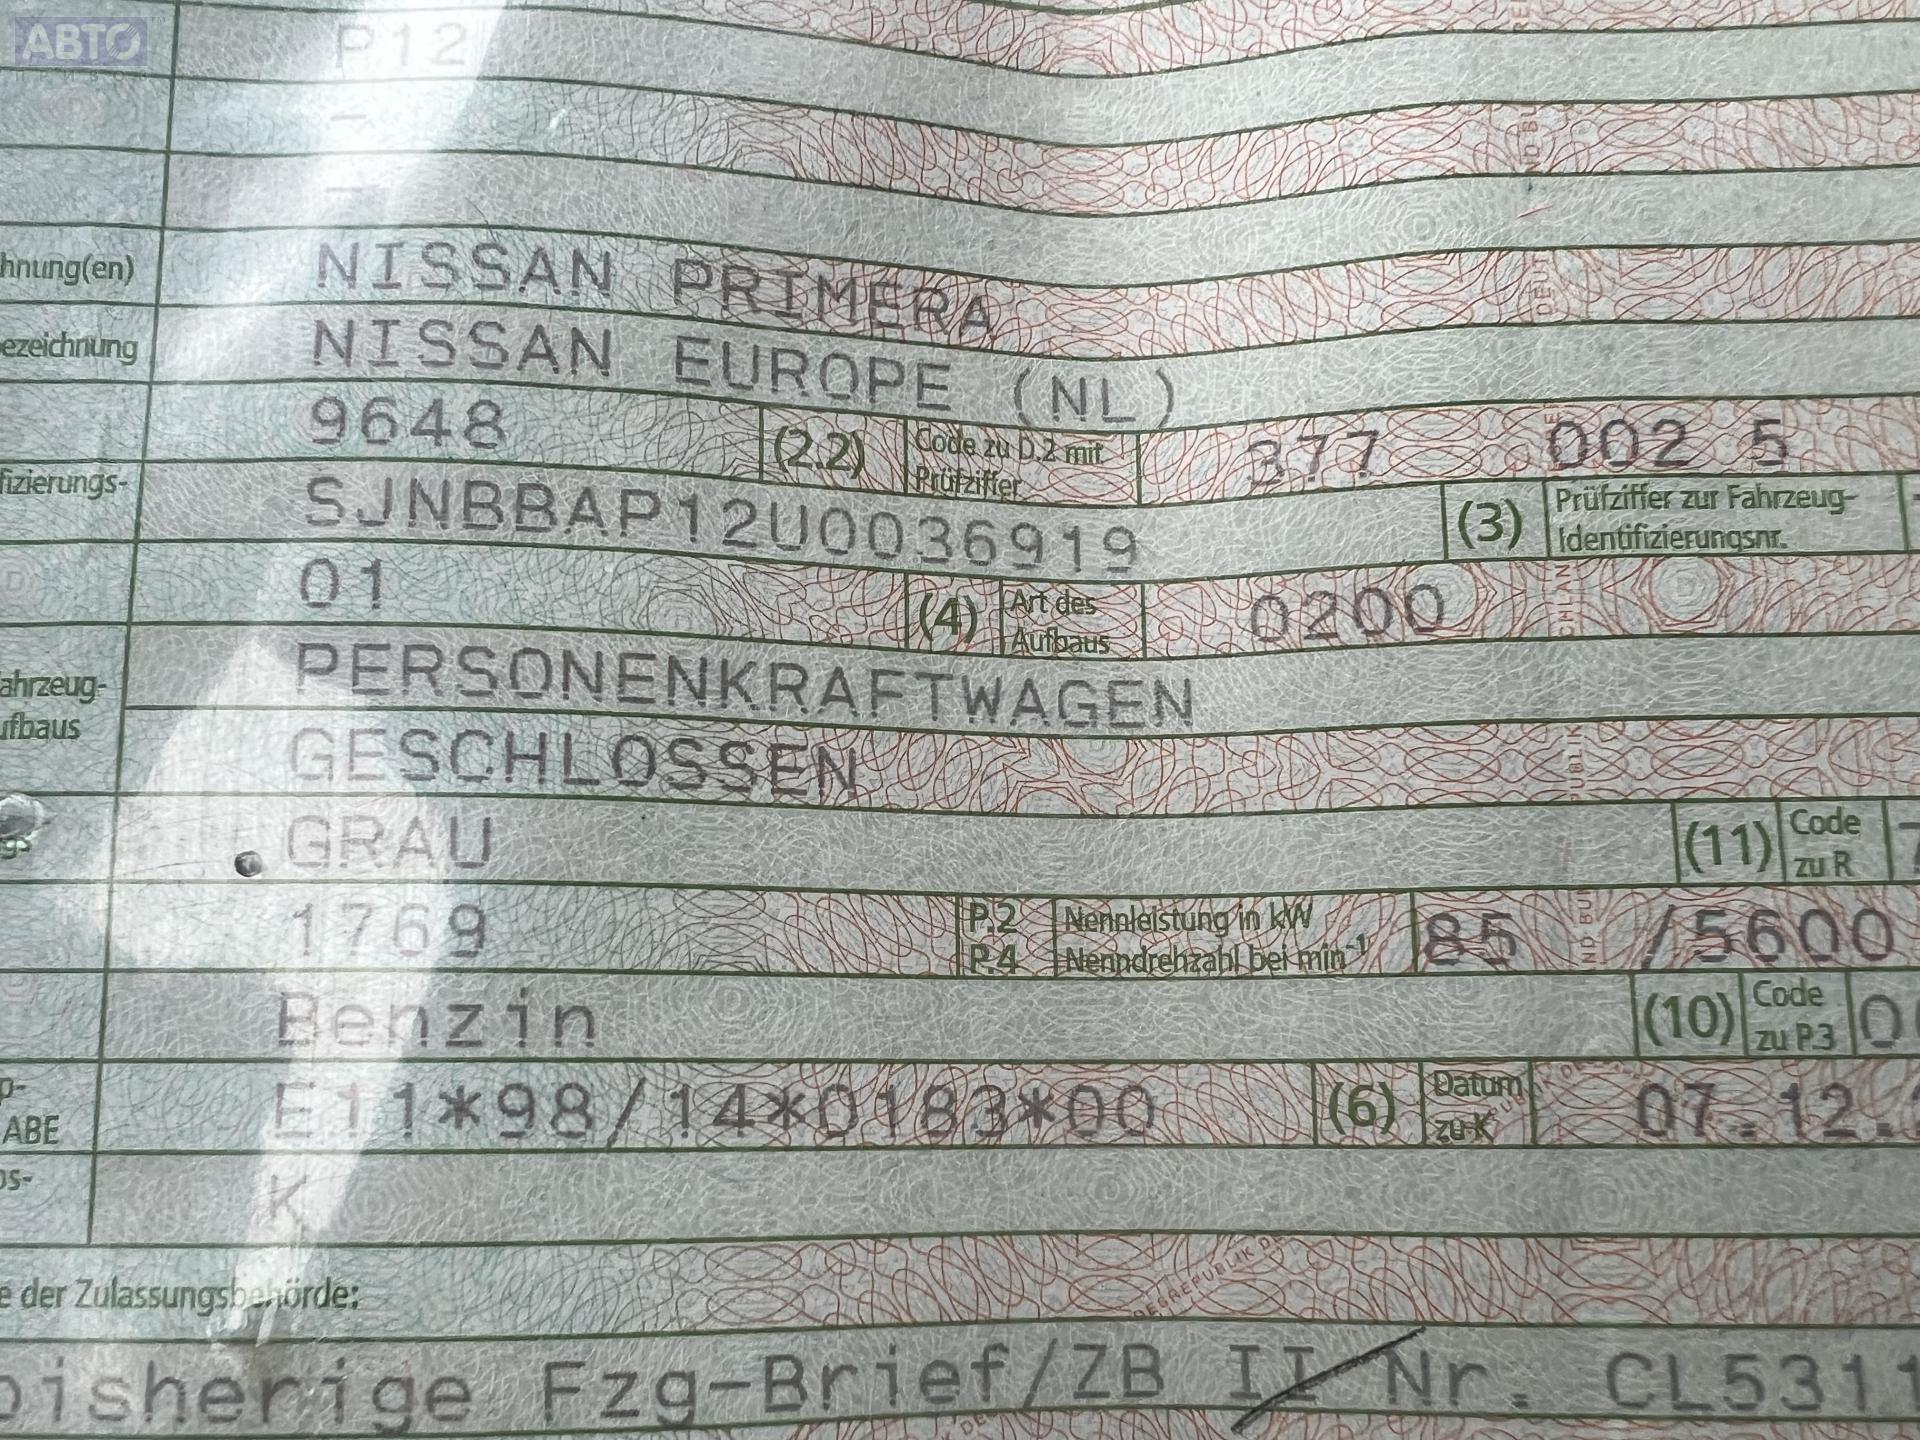 АВТО
P12
-
-
hnung(en) NISSAN PRIMERA
ezeichnung NISSAN EUROPE (NL)
9648 (2.2) Code zu D.2 mit Prüfziffer 377 002 5
fizierungs- SJNBBAP12U0036919 (3) Prüfziffer zur Fahrzeug-Identifizierungsnr.
01 (4) Art des Aufbaus 0200
ahrzeug- PERSONENKRAFTWAGEN
ufbaus GESCHLOSSEN
GRAU (11) Code zu R
1769 P.2 Nennleistung in kW 85 /5600
P.4 Nenndrehzahl bei min-1
Benzin (10) Code zu P.3
p- E11*98/14*0183*00 (6) Datum zu K 07.12.
ABE
os- K
e der Zulassungsbehörde:
bisherige Fzg-Brief/ZB II Nr. CL5311